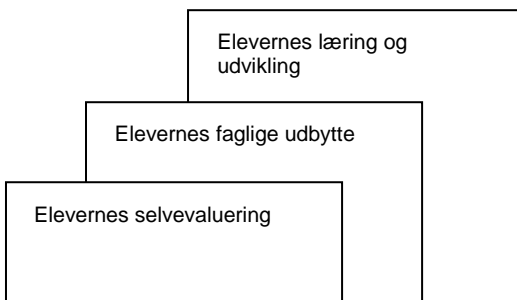 Elevernes læring og
udvikling
Elevernes faglige udbytte
Elevernes selvevaluering